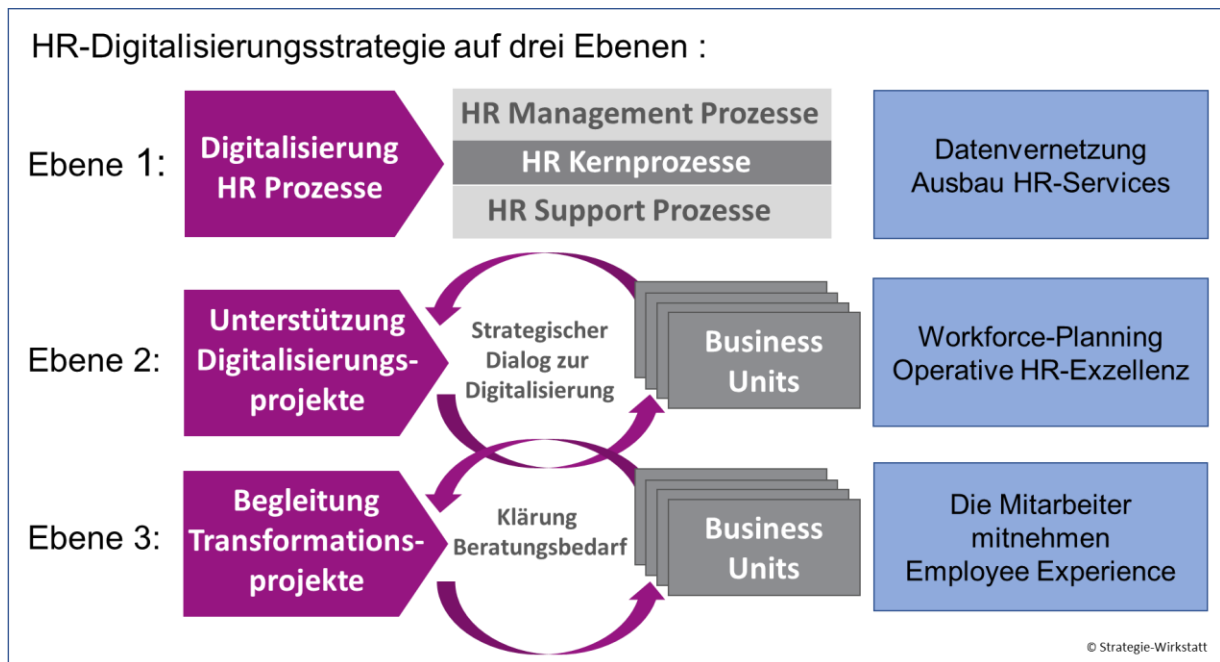 HR-Digitalisierungsstrategie auf drei Ebenen :
Ebene 1:
Digitalisierung
HR Prozesse
HR Management Prozesse
HR Kernprozesse
HR Support Prozesse
Datenvernetzung
Ausbau HR-Services
Ebene 2:
Unterstützung
Digitalisierungs-
projekte
Strategischer
Dialog zur
Digitalisierung
Business
Units
Workforce-Planning
Operative HR-Exzellenz
Ebene 3:
Begleitung
Transformations-
projekte
Klärung
Beratungsbedarf
Business
Units
Die Mitarbeiter
mitnehmen
Employee Experience
© Strategie-Wirkstatt